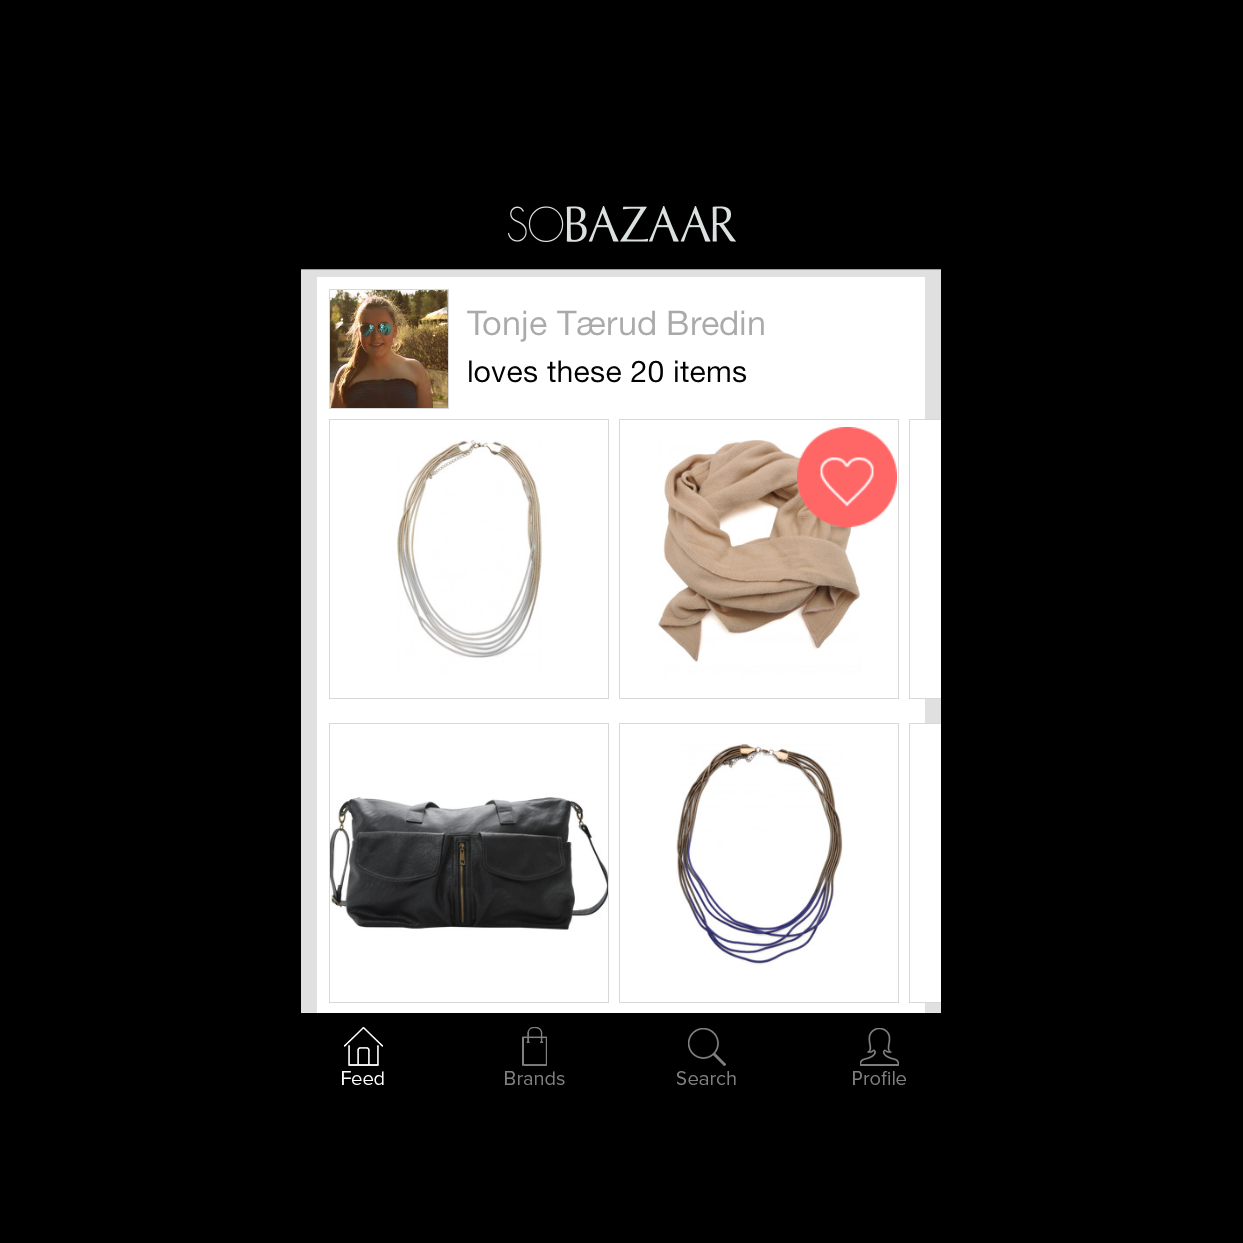 SOBAZAAR
Tonje Tærud Bredin
loves these 20 items
Feed
Brands
Search
Profile